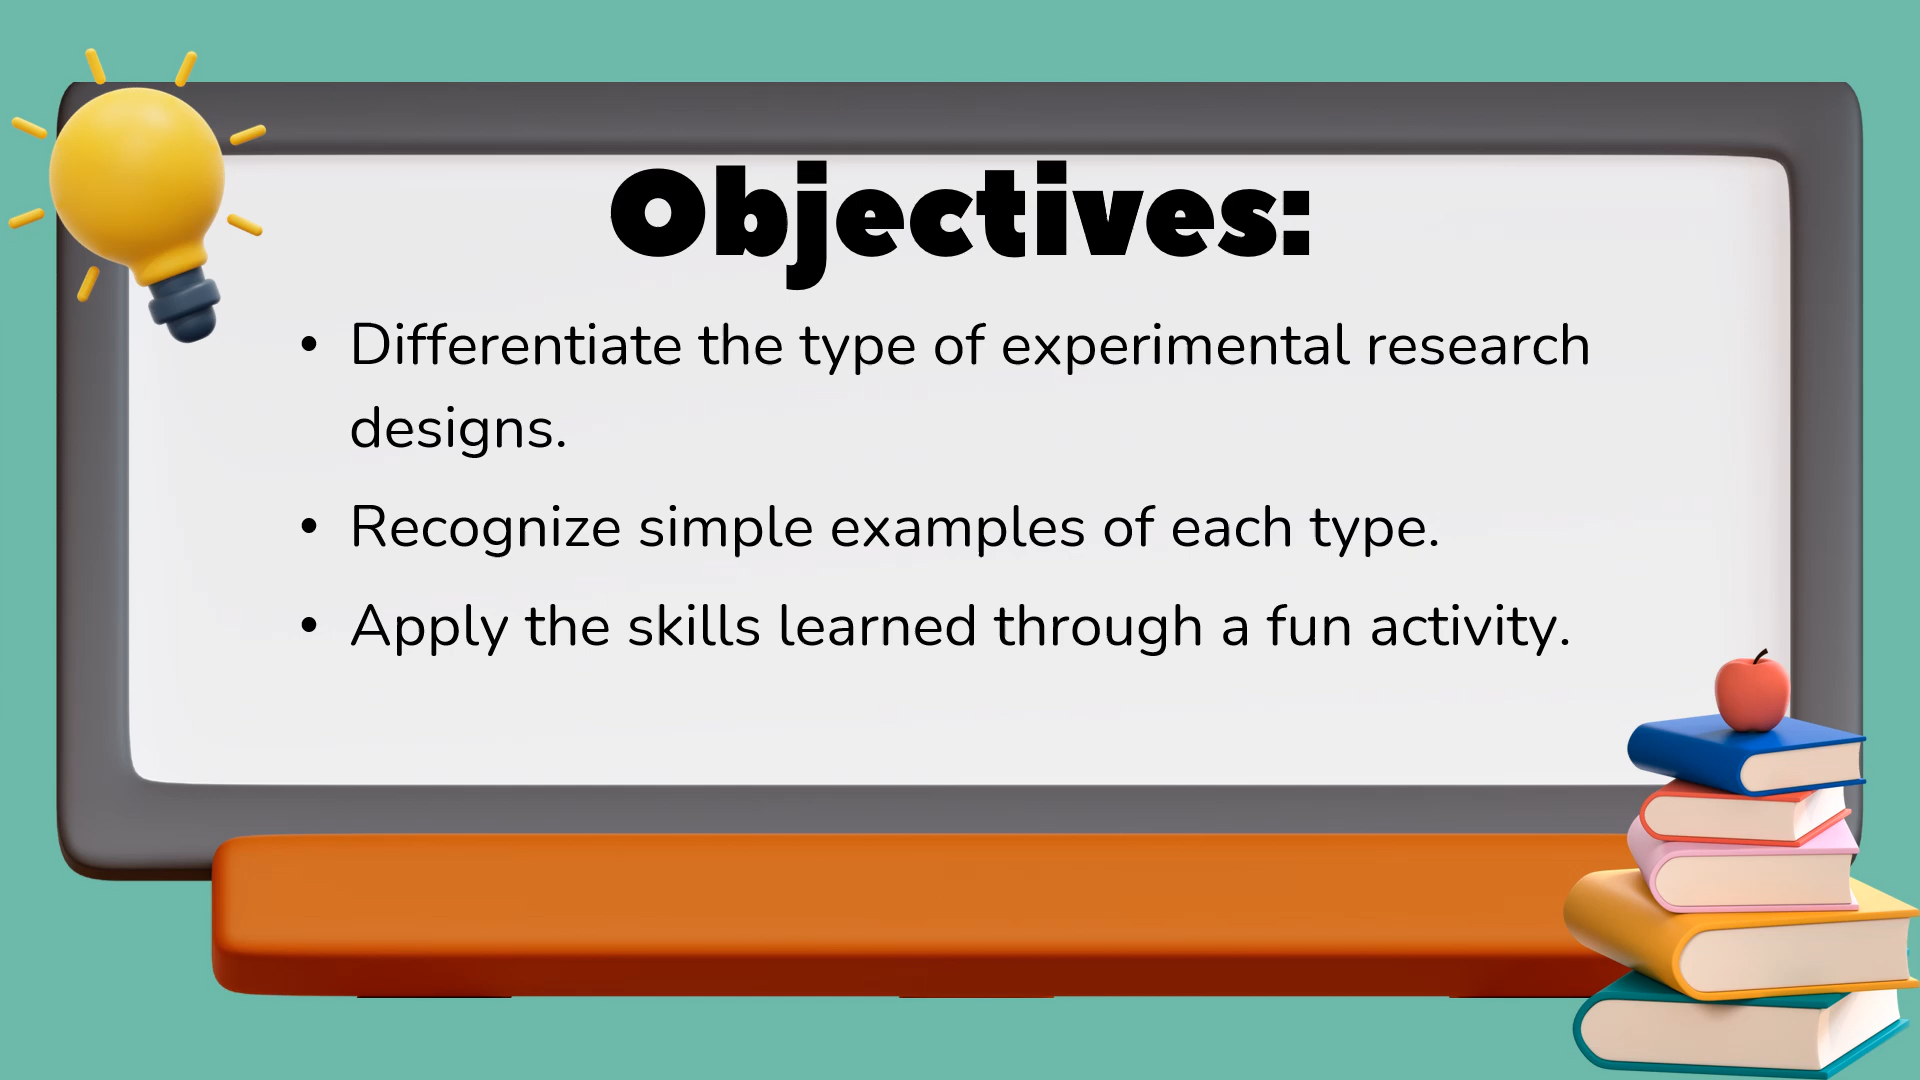 Objectives:
• Differentiate the type of experimental research
designs.
• Recognize simple examples of each type.
• Apply the skills learned through a fun activity.